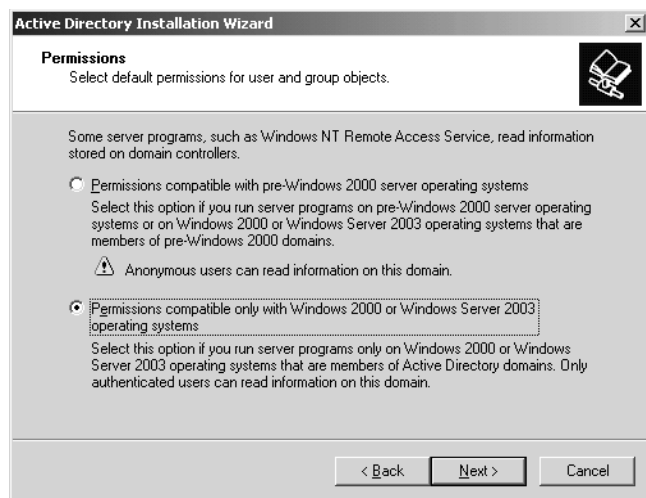 Active Directory Installation Wizard
Permissions
Select default permissions for user and group objects.
Some server programs, such as Windows NT Remote Access Service, read information
stored on domain controllers.
Permissions compatible with pre-Windows 2000 server operating systems
Select this option if you run server programs on pre-Windows 2000 server operating
systems or on Windows 2000 or Windows Server 2003 operating systems that are
members of pre-Windows 2000 domains.
Anonymous users can read information on this domain.
Permissions compatible only with Windows 2000 or Windows Server 2003
operating systems
Select this option if you run server programs only on Windows 2000 or Windows
Server 2003 operating systems that are members of Active Directory domains. Only
authenticated users can read information on this domain.
< Back
Next >
Cancel